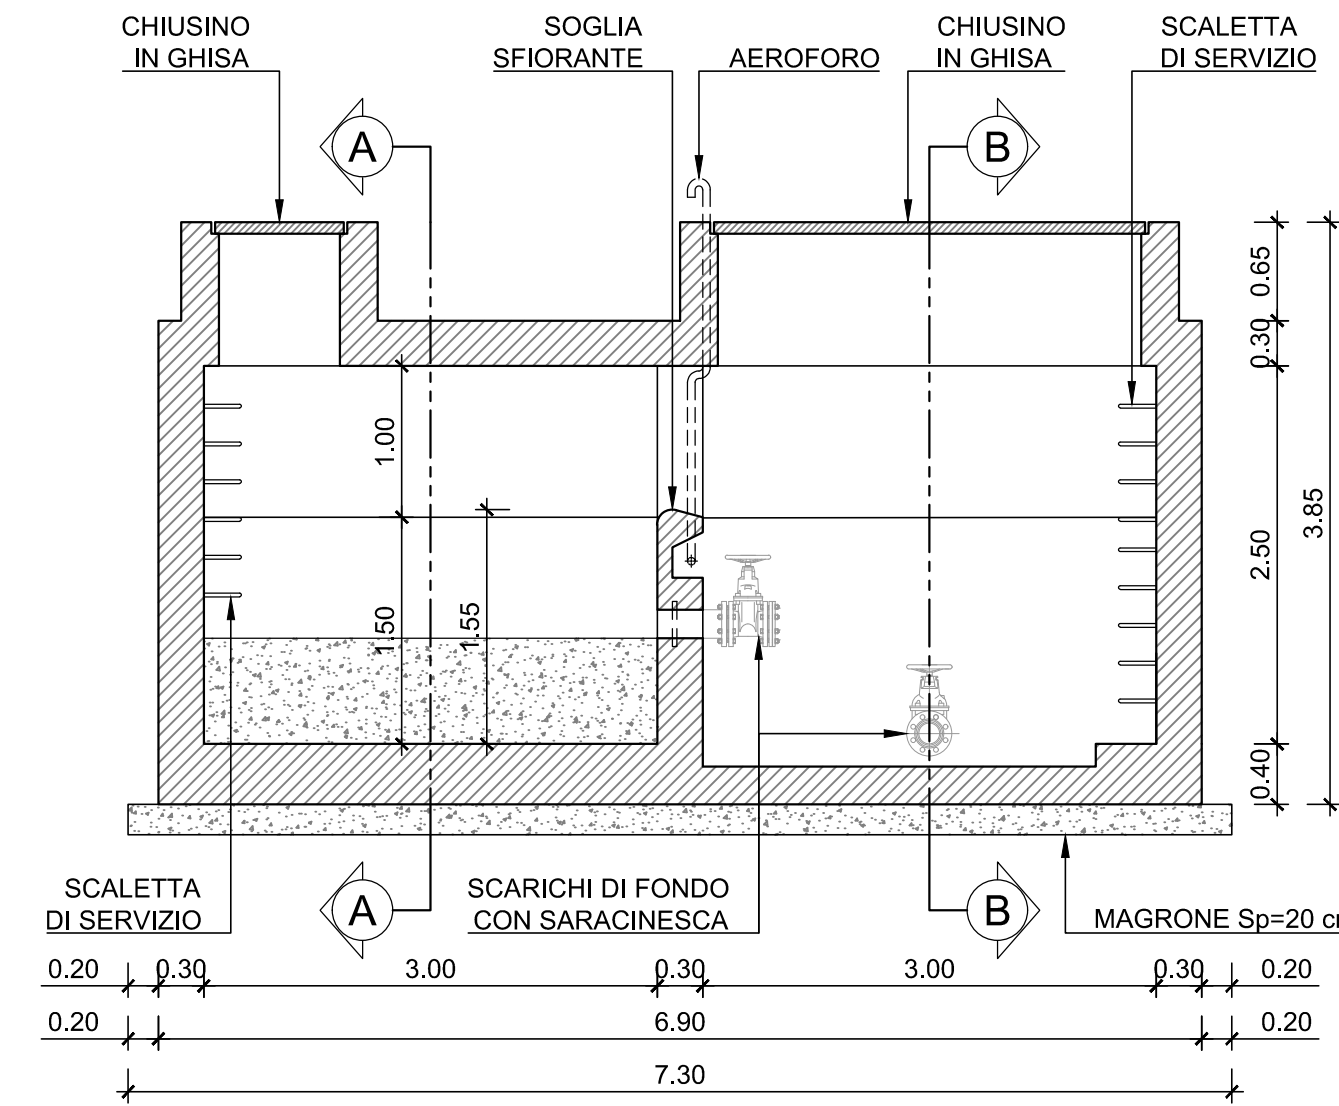 CHIUSINO
IN GHISA
SOGLIA
SFIORANTE
AEROFORO
CHIUSINO
IN GHISA
SCALETTA
DI SERVIZIO
A
B
0.65
0.30
3.85
1.00
2.50
1.50
1.55
0.40
SCALETTA
DI SERVIZIO
A
SCARICHI DI FONDO
CON SARACINESCA
B
MAGRONE Sp=20 cm
0.20 0.30 3.00 0.30 3.00 0.30 0.20
0.20 6.90 0.20
7.30